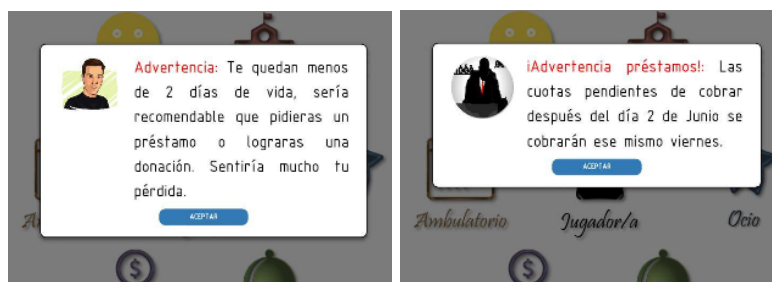 Advertencia: Te quedan menos
de 2 días de vida, sería
recomendable que pidieras un
préstamo o lograras una
donación. Sentiría mucho tu
pérdida.
ACEPTAR
¡Advertencia préstamos!: Las
cuotas pendientes de cobrar
después del día 2 de Junio se
cobrarán ese mismo viernes.
ACEPTAR
Ambulatorio
Jugador/a
Ocio